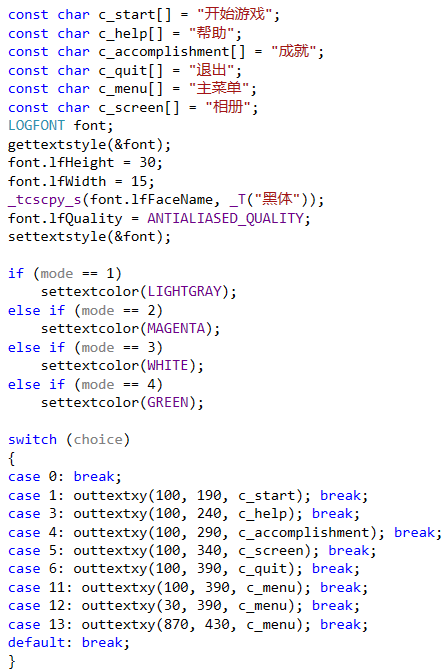 const char c_start[] = "开始游戏";
const char c_help[] = "帮助";
const char c_accomplishment[] = "成就";
const char c_quit[] = "退出";
const char c_menu[] = "主菜单";
const char c_screen[] = "相册";
LOGFONT font;
gettextstyle(&font);
font.lfHeight = 30;
font.lfWidth = 15;
_tcscpy_s(font.lfFaceName, _T("黑体"));
font.lfQuality = ANTIALIASED_QUALITY;
settextstyle(&font);
if (mode == 1)
settextcolor(LIGHTGRAY);
else if (mode == 2)
settextcolor(MAGENTA);
else if (mode == 3)
settextcolor(WHITE);
else if (mode == 4)
settextcolor(GREEN);
switch (choice)
{
case 0: break;
case 1: outtextxy(100, 190, c_start); break;
case 3: outtextxy(100, 240, c_help); break;
case 4: outtextxy(100, 290, c_accomplishment); break;
case 5: outtextxy(100, 340, c_screen); break;
case 6: outtextxy(100, 390, c_quit); break;
case 11: outtextxy(100, 390, c_menu); break;
case 12: outtextxy(30, 390, c_menu); break;
case 13: outtextxy(870, 430, c_menu); break;
default: break;
}